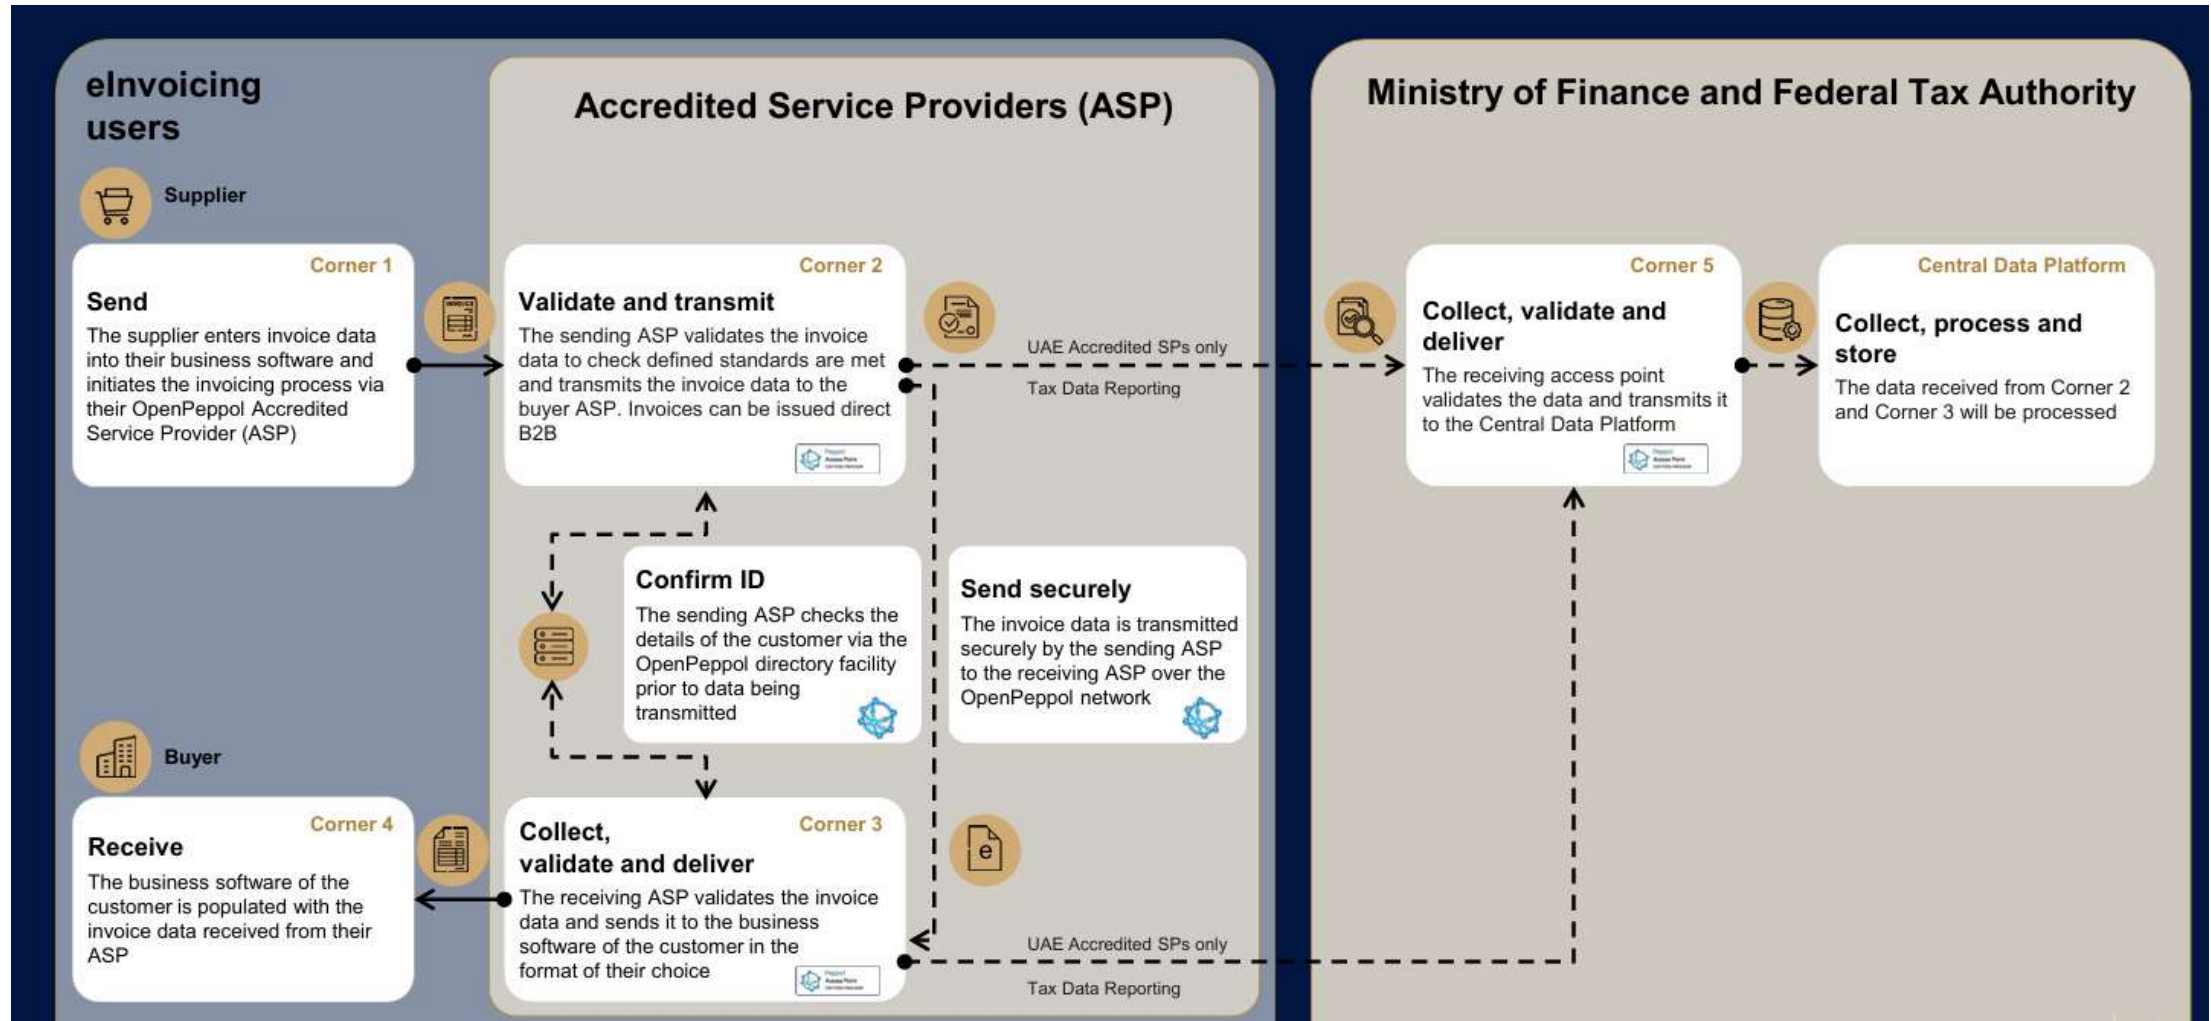 eInvoicing
users
Accredited Service Providers (ASP)
Ministry of Finance and Federal Tax Authority
Supplier
Corner 1
Send
The supplier enters invoice data
into their business software and
initiates the invoicing process via
their OpenPeppol Accredited
Service Provider (ASP)
INVOICE
Corner 2
Validate and transmit
The sending ASP validates the invoice
data to check defined standards are met
and transmits the invoice data to the
buyer ASP. Invoices can be issued direct
B2B
Peppol
Access Point
UAE Accredited SPs only
Tax Data Reporting
Corner 5
Collect, validate and
deliver
The receiving access point
validates the data and transmits it
to the Central Data Platform
Peppol
Access Point
Central Data Platform
Collect, process and
store
The data received from Corner 2
and Corner 3 will be processed
Confirm ID
The sending ASP checks the
details of the customer via the
OpenPeppol directory facility
prior to data being
transmitted
Send securely
The invoice data is transmitted
securely by the sending ASP
to the receiving ASP over the
OpenPeppol network
Buyer
Corner 4
Receive
The business software of the
customer is populated with the
invoice data received from their
ASP
Corner 3
Collect,
validate and deliver
The receiving ASP validates the invoice
data and sends it to the business
software of the customer in the
format of their choice
Peppol
Access Point
e
UAE Accredited SPs only
Tax Data Reporting